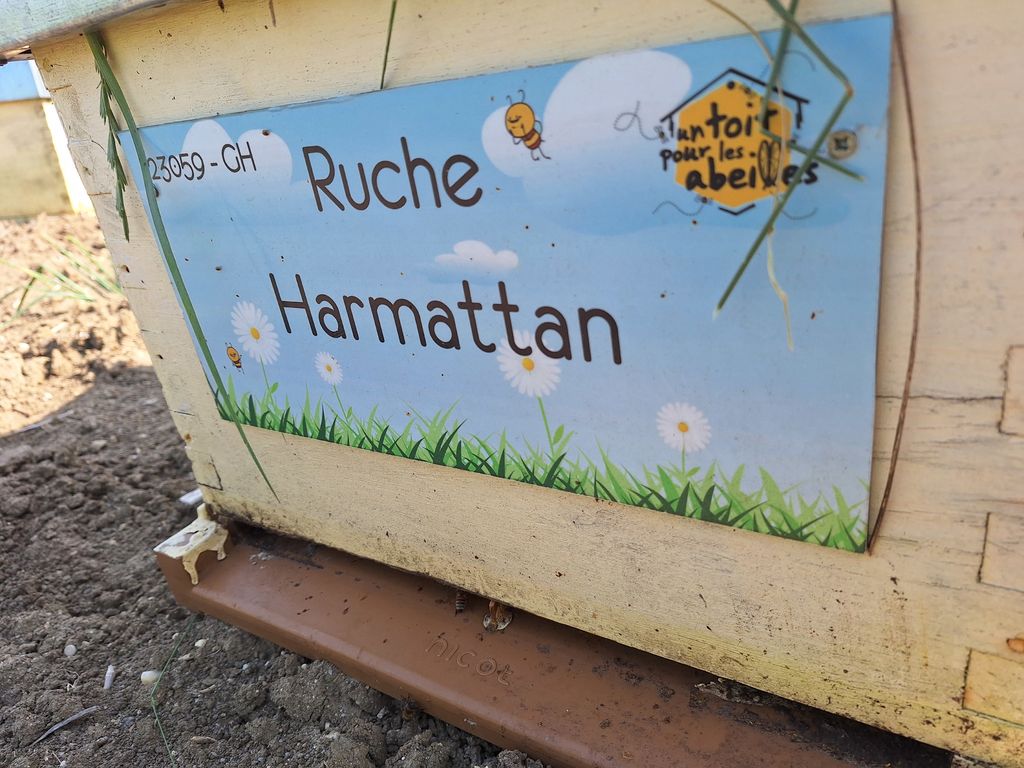 23059 - CH
Ruche
Harmattan
un toit
pour les
abeilles
nicot